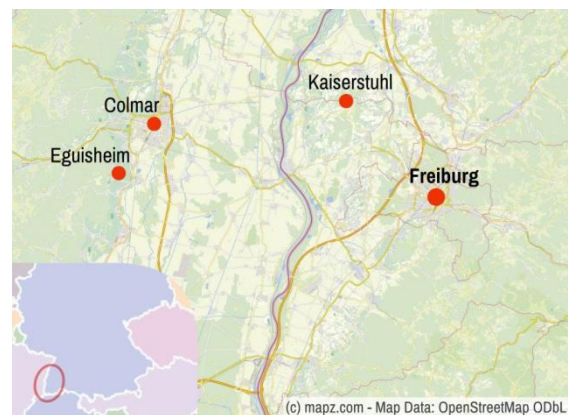 Kaiserstuhl
Colmar
Eguisheim
Freiburg
(c) mapz.com - Map Data: OpenStreetMap ODbL